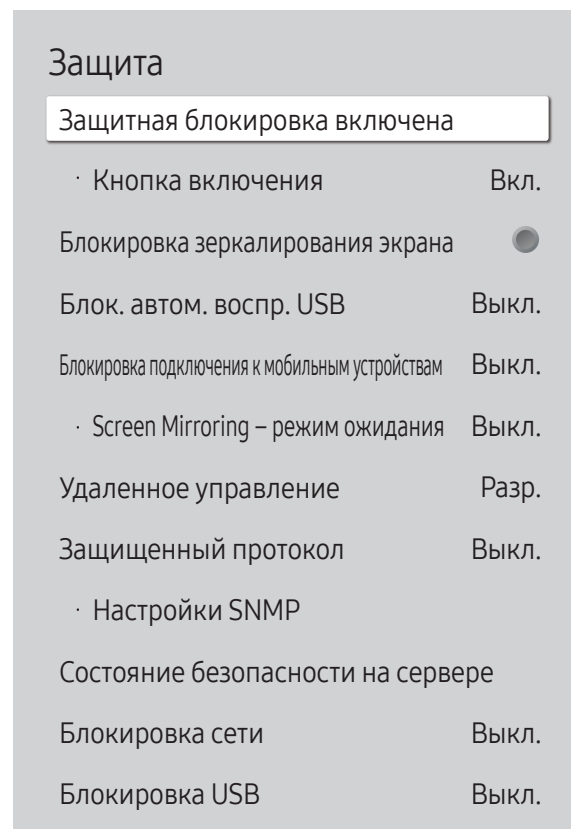 Защита
Защитная блокировка включена
· Кнопка включения Вкл.
Блокировка зеркалирования экрана
Блок. автом. воспр. USB Выкл.
Блокировка подключения к мобильным устройствам Выкл.
· Screen Mirroring – режим ожидания Выкл.
Удаленное управление Разр.
Защищенный протокол Выкл.
· Настройки SNMP
Состояние безопасности на сервере
Блокировка сети Выкл.
Блокировка USB Выкл.